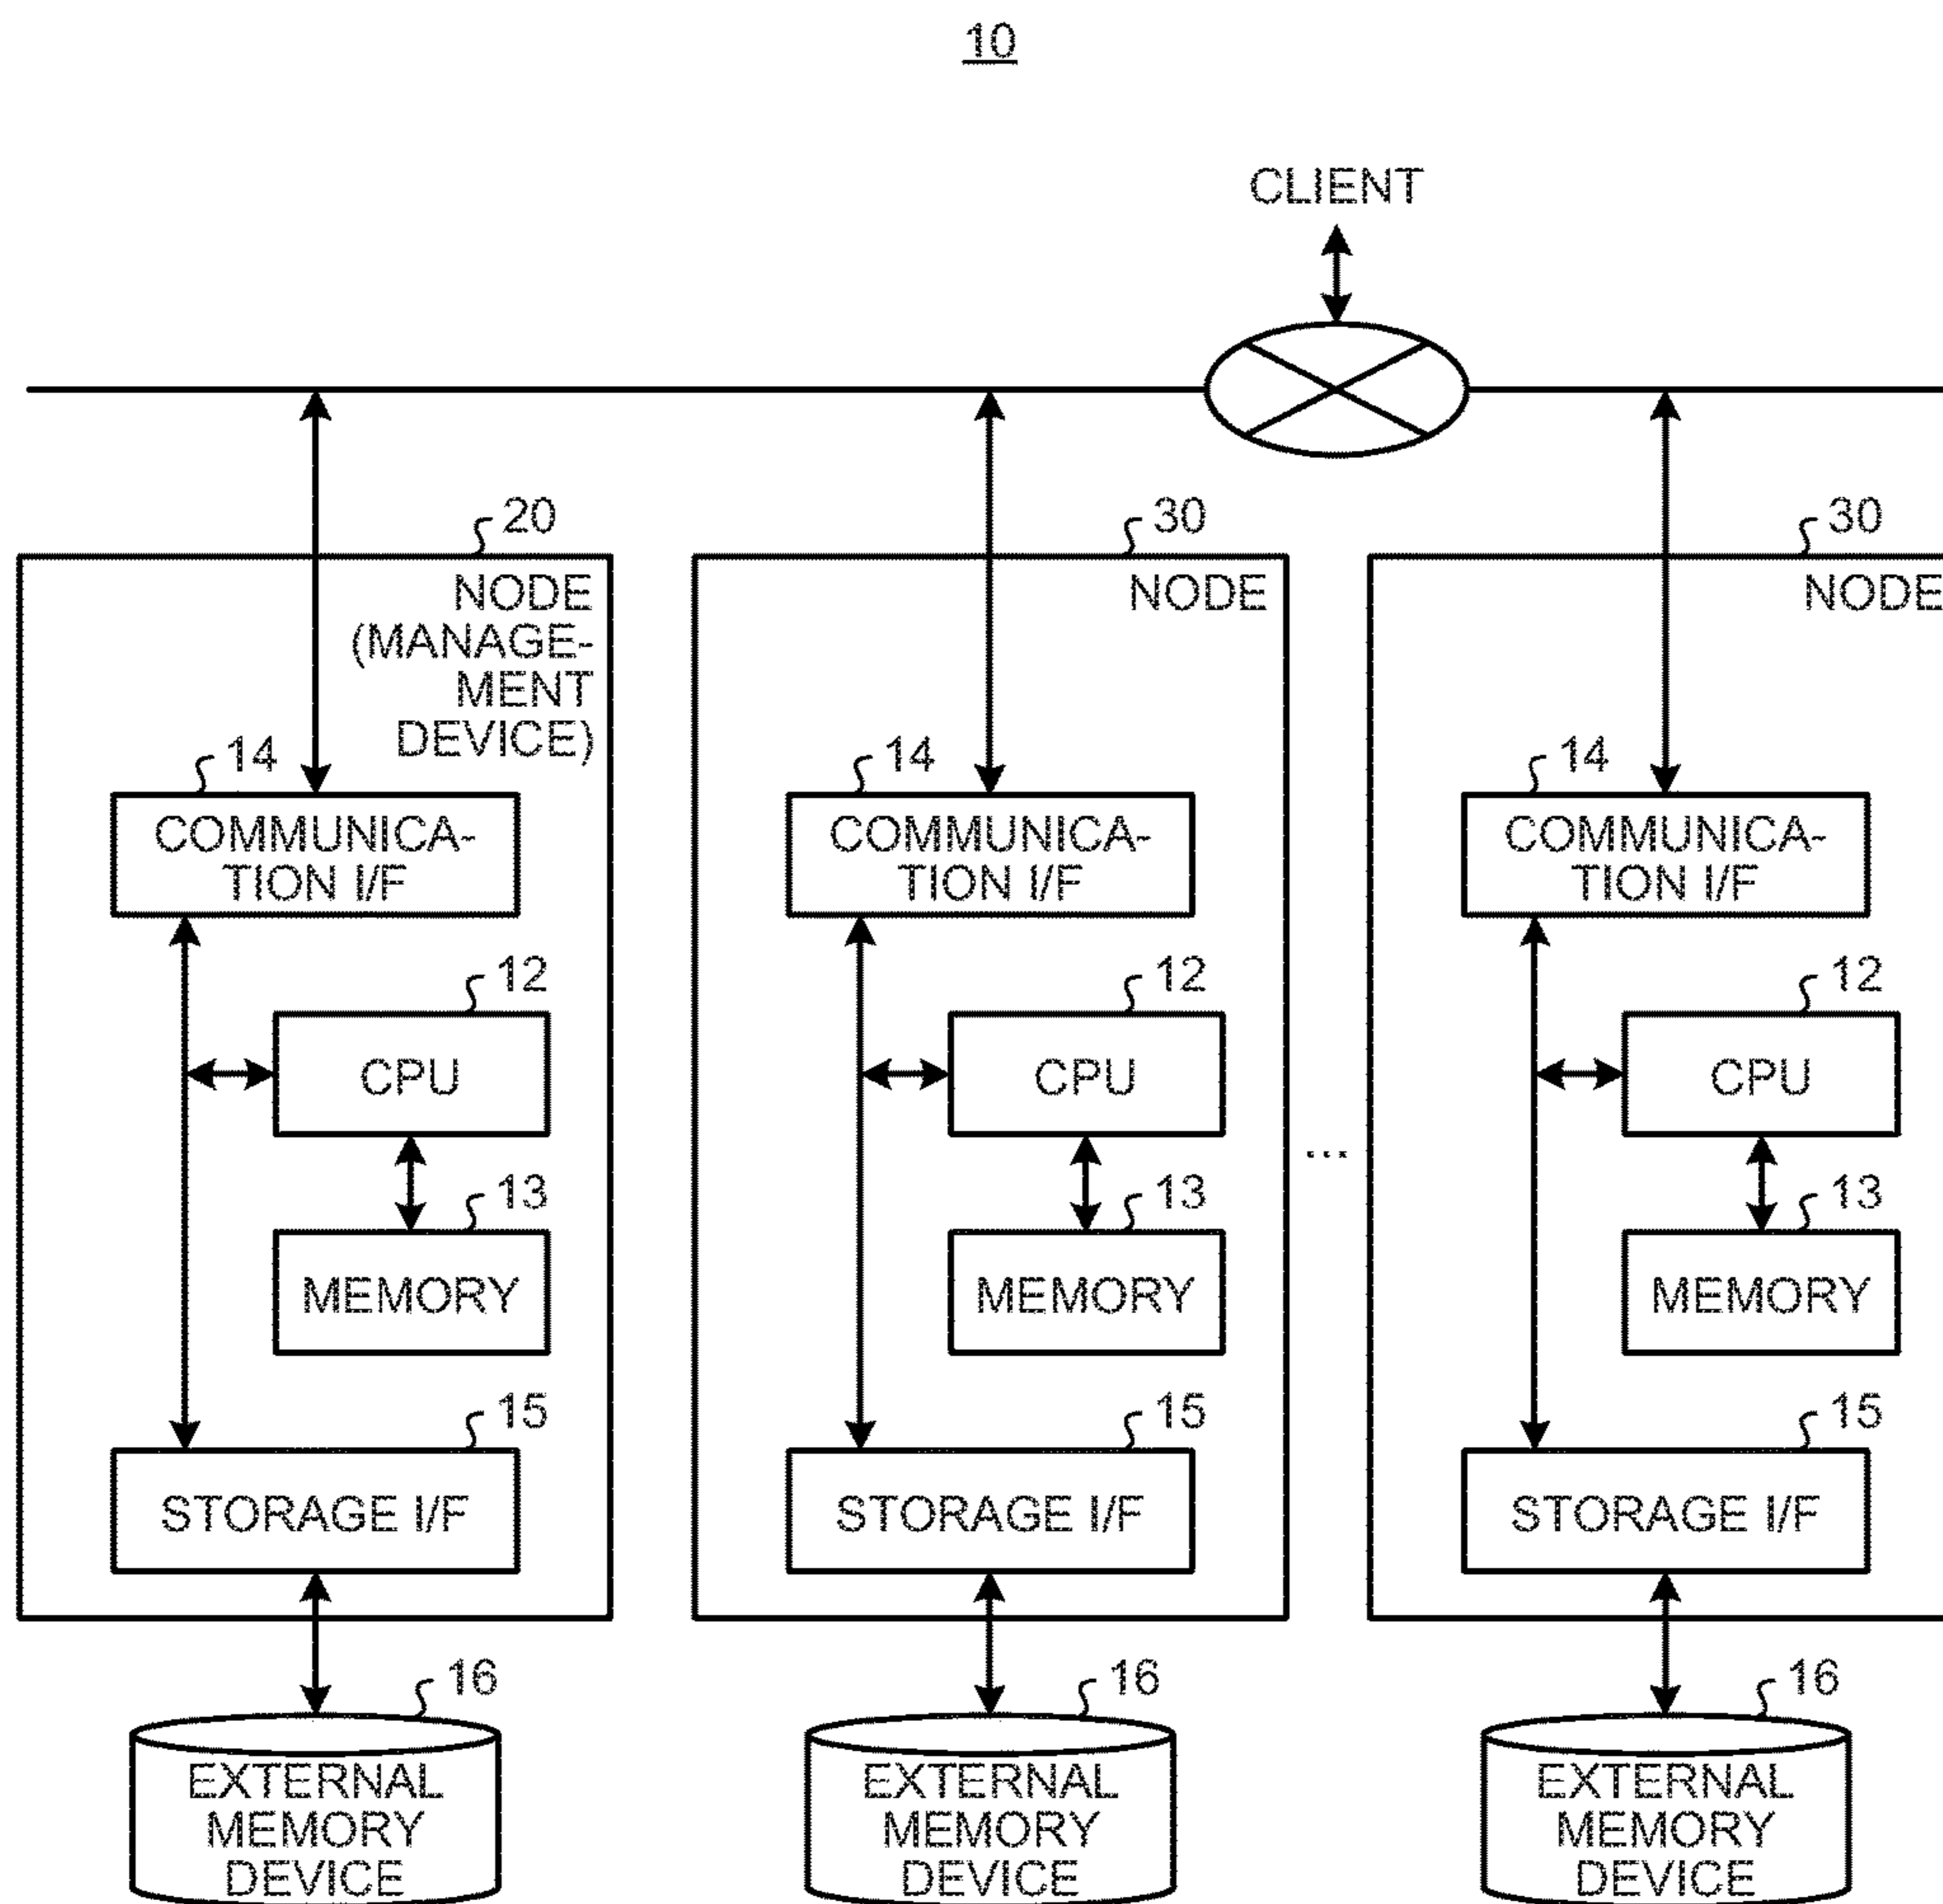 10
CLIENT
20
30
30
NODE
(MANAGE-
MENT
DEVICE)
NODE
NODE
14
14
14
COMMUNICA-
TION I/F
COMMUNICA-
TION I/F
COMMUNICA-
TION I/F
12
12
12
CPU
CPU
CPU
...
13
13
13
MEMORY
MEMORY
MEMORY
15
15
15
STORAGE I/F
STORAGE I/F
STORAGE I/F
16
16
16
EXTERNAL
MEMORY
DEVICE
EXTERNAL
MEMORY
DEVICE
EXTERNAL
MEMORY
DEVICE